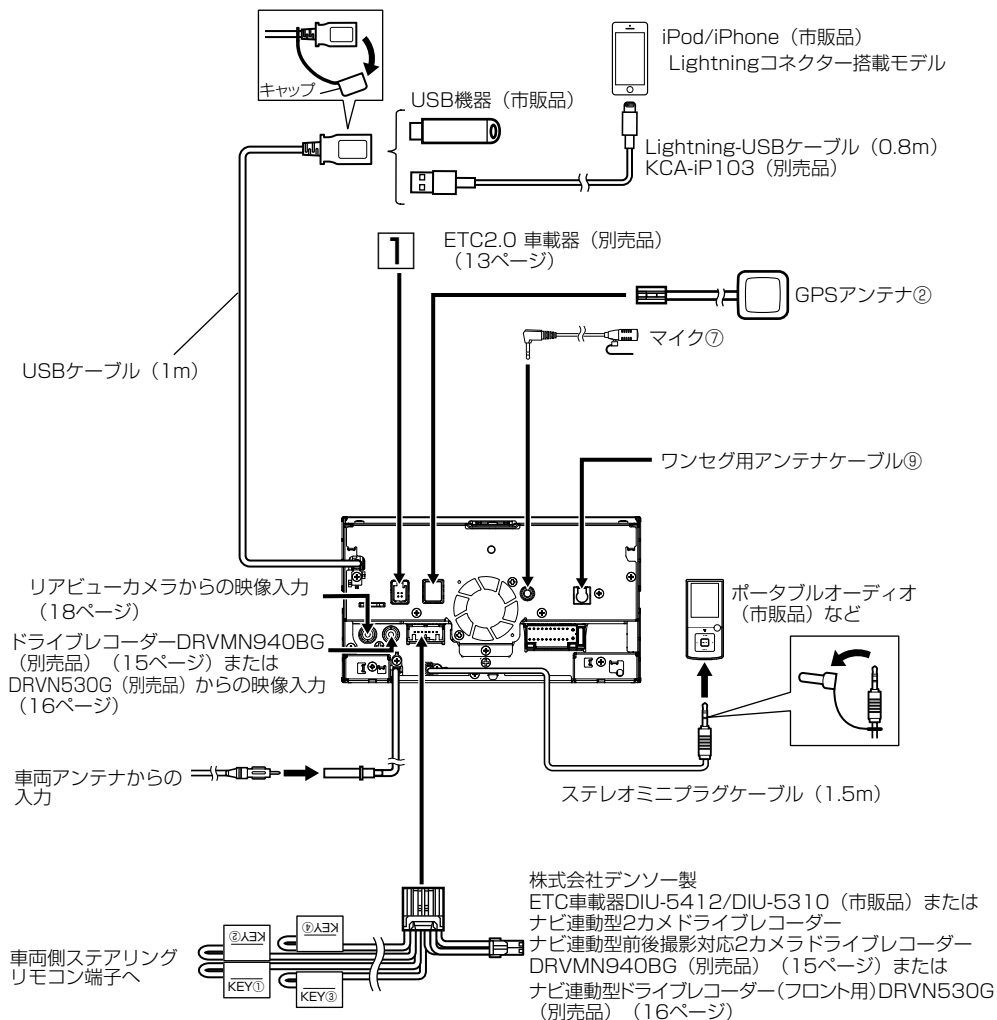 iPod/iPhone（市販品）
Lightningコネクター搭載モデル
キャップ
USB機器（市販品）
Lightning-USBケーブル（0.8m）
KCA-iP103（別売品）
1
ETC2.0 車載器（別売品）
（13ページ）
GPSアンテナ②
マイク⑦
USBケーブル（1m）
ワンセグ用アンテナケーブル⑨
リアビューカメラからの映像入力
（18ページ）
ドライブレコーダーDRVMN940BG
（別売品）（15ページ）または
DRVN530G（別売品）からの映像入力
（16ページ）
ポータブルオーディオ
（市販品）など
車両アンテナからの
入力
ステレオミニプラグケーブル（1.5m）
株式会社デンソー製
ETC車載器DIU-5412/DIU-5310（市販品）または
ナビ連動型2カメドライブレコーダー
ナビ連動型前後撮影対応2カメラドライブレコーダー
DRVMN940BG（別売品）（15ページ）または
ナビ連動型ドライブレコーダー（フロント用）DRVN530G
（別売品）（16ページ）
車両側ステアリング
リモコン端子へ
KEY②
KEY④
KEY①
KEY③